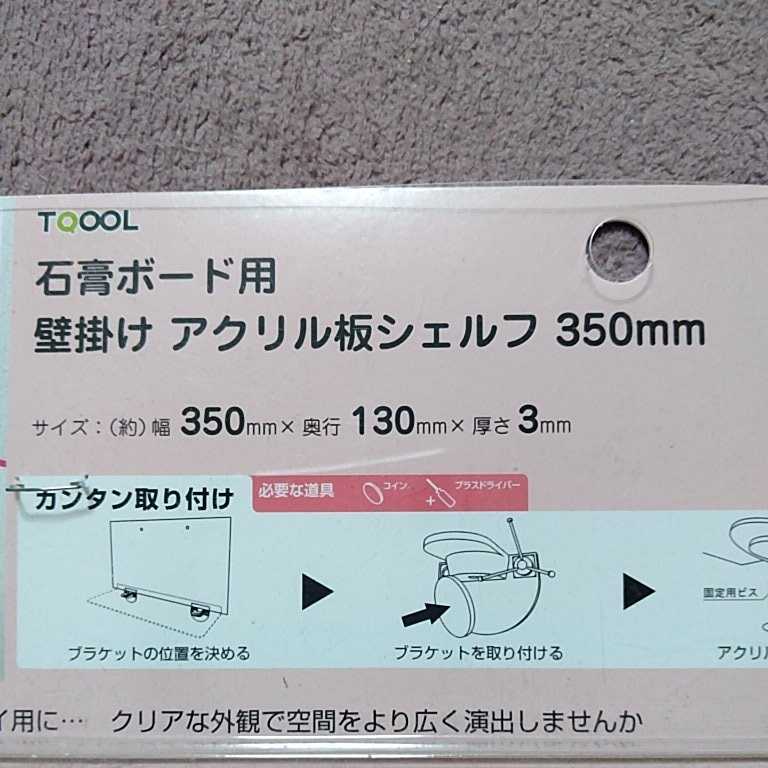 TQOOL
石膏ボード用
壁掛け アクリル板シェルフ 350mm
サイズ：(約) 幅 350mm× 奥行 130mm× 厚さ 3mm
カンタン取り付け 必要な道具 コイン プラスドライバー
固定用ビス
ブラケットの位置を決める ブラケットを取り付ける アクリル
イ用に… クリアな外観で空間をより広く演出しませんか